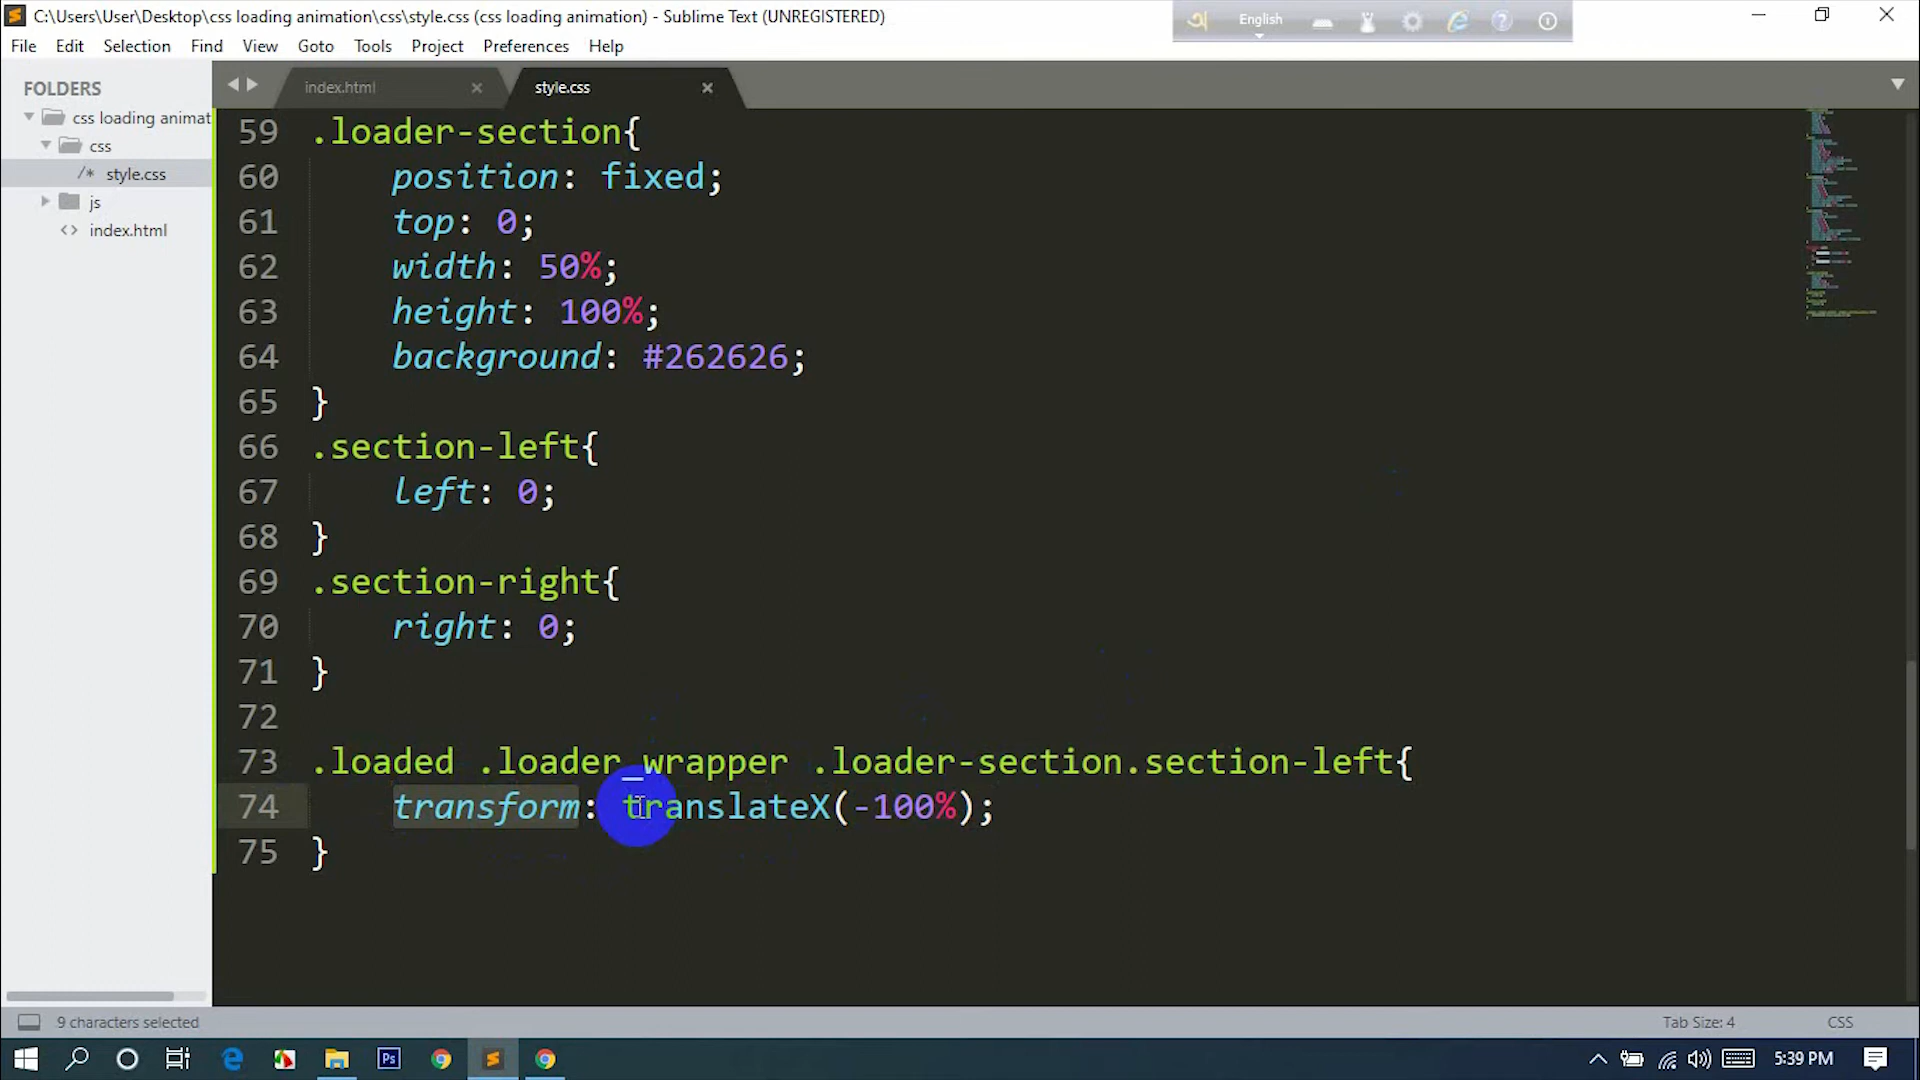 C:\Users\User\Desktop\css loading animation\css\style.css (css loading animation) - Sublime Text (UNREGISTERED)
English
File Edit Selection Find View Goto Tools Project Preferences Help
FOLDERS
css loading animat
css
/* style.css
js
<> index.html
index.html
style.css
59 .loader-section{
60 position: fixed;
61 top: 0;
62 width: 50%;
63 height: 100%;
64 background: #262626;
65 }
66 .section-left{
67 left: 0;
68 }
69 .section-right{
70 right: 0;
71 }
72
73 .loaded .loader_wrapper .loader-section.section-left{
74 transform: translateX(-100%);
75 }
9 characters selected
Tab Size: 4
CSS
Ps
5:39 PM